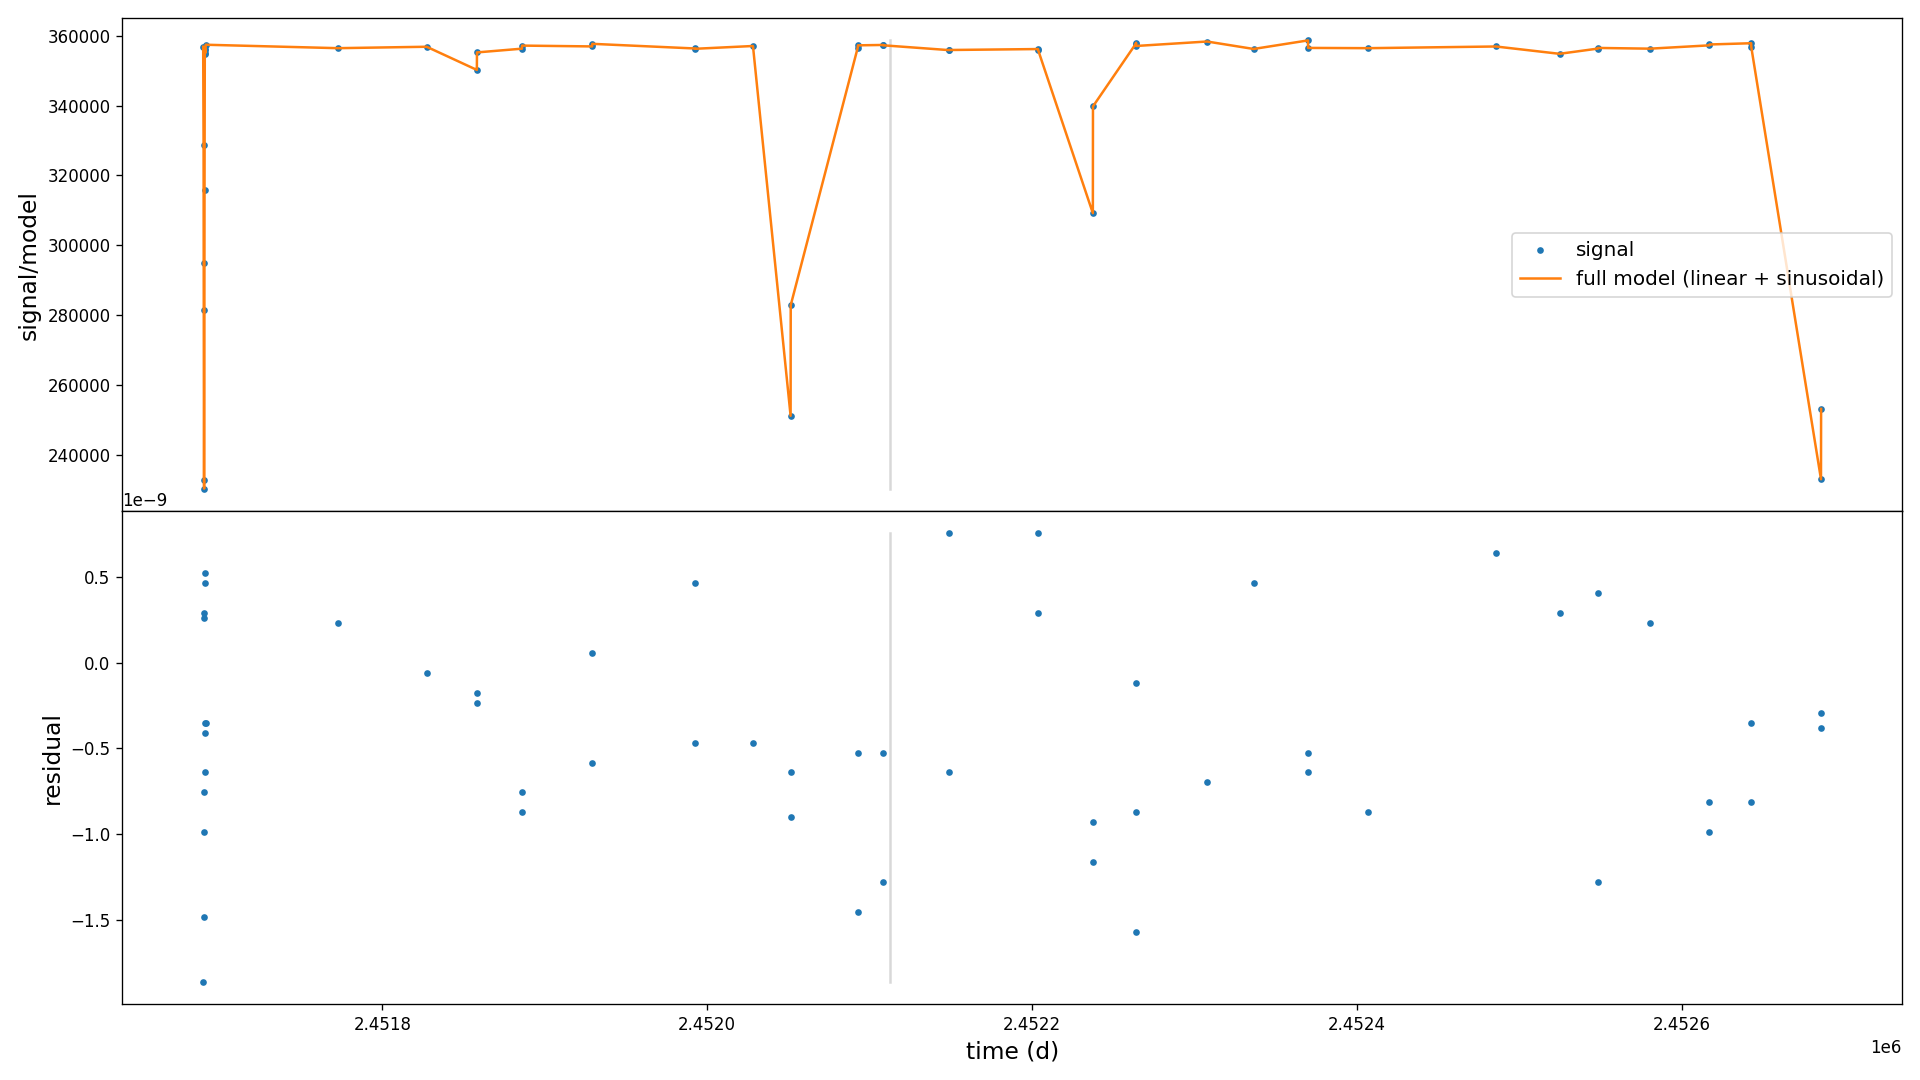 360000
340000
320000
300000
280000
260000
240000
signal/model
signal
full model (linear + sinusoidal)
1e−9
0.5
0.0
−0.5
−1.0
−1.5
residual
2.4518
2.4520
2.4522
2.4524
2.4526
time (d)
1e6